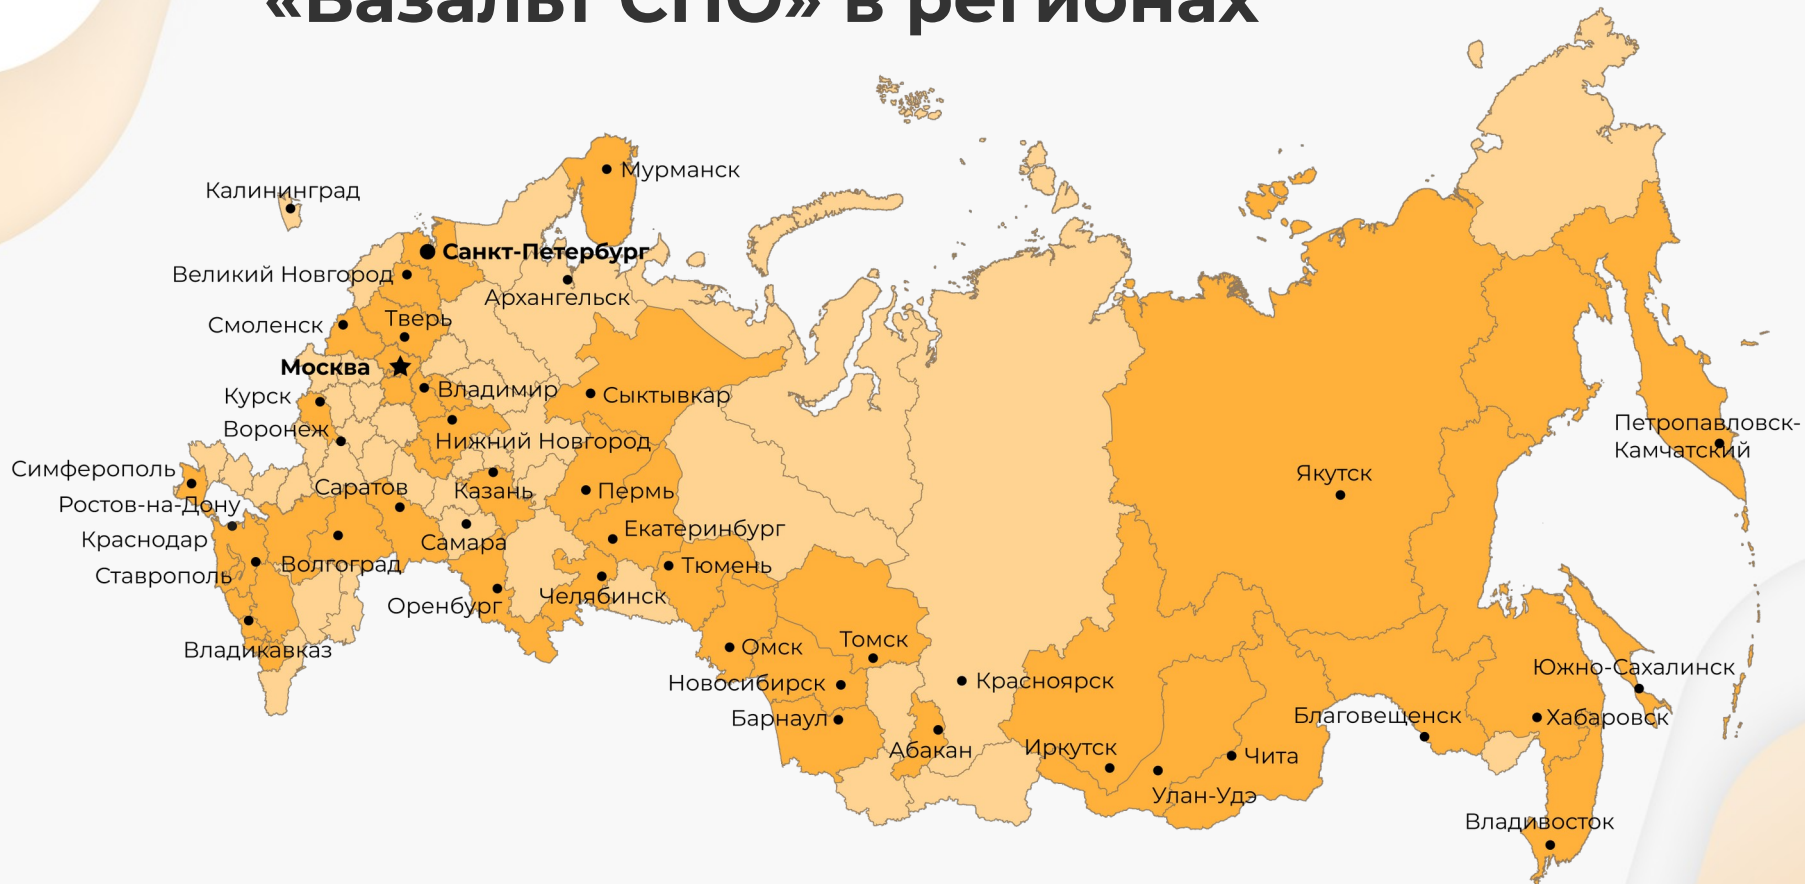 «Базальт СПО» в регионах
Мурманск
Калининград
Санкт-Петербург
Великий Новгород
Архангельск
Смоленск
Тверь
Москва
Владимир
Курск
Сыктывкар
Воронеж
Нижний Новгород
Петропавловск-
Камчатский
Симферополь
Якутск
Саратов
Казань
Пермь
Ростов-на-Дону
Екатеринбург
Краснодар
Самара
Волгоград
Тюмень
Ставрополь
Оренбург
Челябинск
Томск
Владикавказ
Омск
Южно-Сахалинск
Новосибирск
Красноярск
Барнаул
Благовещенск
Хабаровск
Абакан
Иркутск
Чита
Улан-Удэ
Владивосток